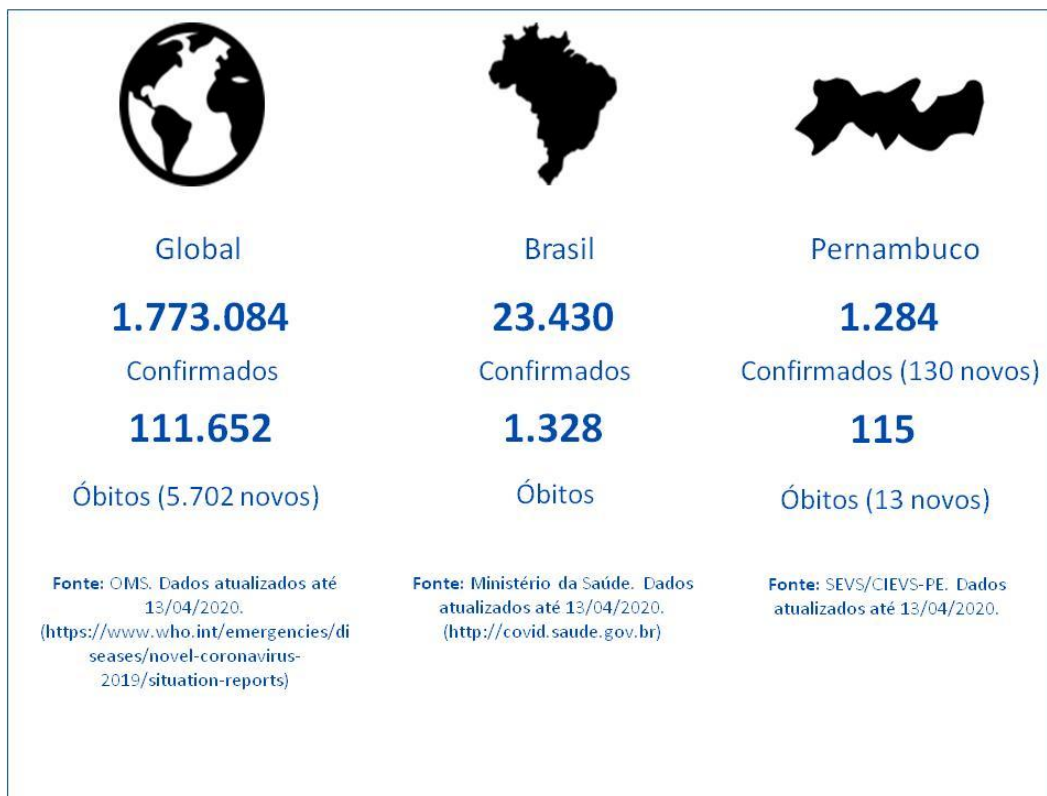 Global
1.773.084
Confirmados
111.652
Óbitos (5.702 novos)
Fonte: OMS. Dados atualizados até
13/04/2020.
(https://www.who.int/emergencies/di
seases/novel-coronavirus-
2019/situation-reports)
Brasil
23.430
Confirmados
1.328
Óbitos
Fonte: Ministério da Saúde. Dados
atualizados até 13/04/2020.
(http://covid.saude.gov.br)
Pernambuco
1.284
Confirmados (130 novos)
115
Óbitos (13 novos)
Fonte: SEVS/CIEVS-PE. Dados
atualizados até 13/04/2020.